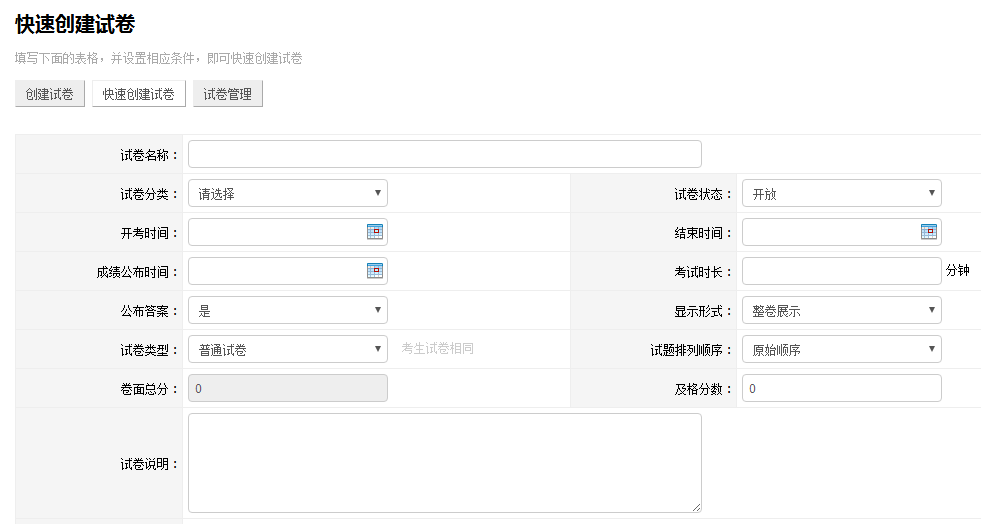 快速创建试卷
填写下面的表格，并设置相应条件，即可快速创建试卷
创建试卷 快速创建试卷 试卷管理
试卷名称：
试卷分类： 请选择 试卷状态： 开放
开考时间： 结束时间：
成绩公布时间： 考试时长： 分钟
公布答案： 是 显示形式： 整卷展示
试卷类型： 普通试卷 考生试卷相同 试题排列顺序： 原始顺序
卷面总分： 0 及格分数： 0
试卷说明：